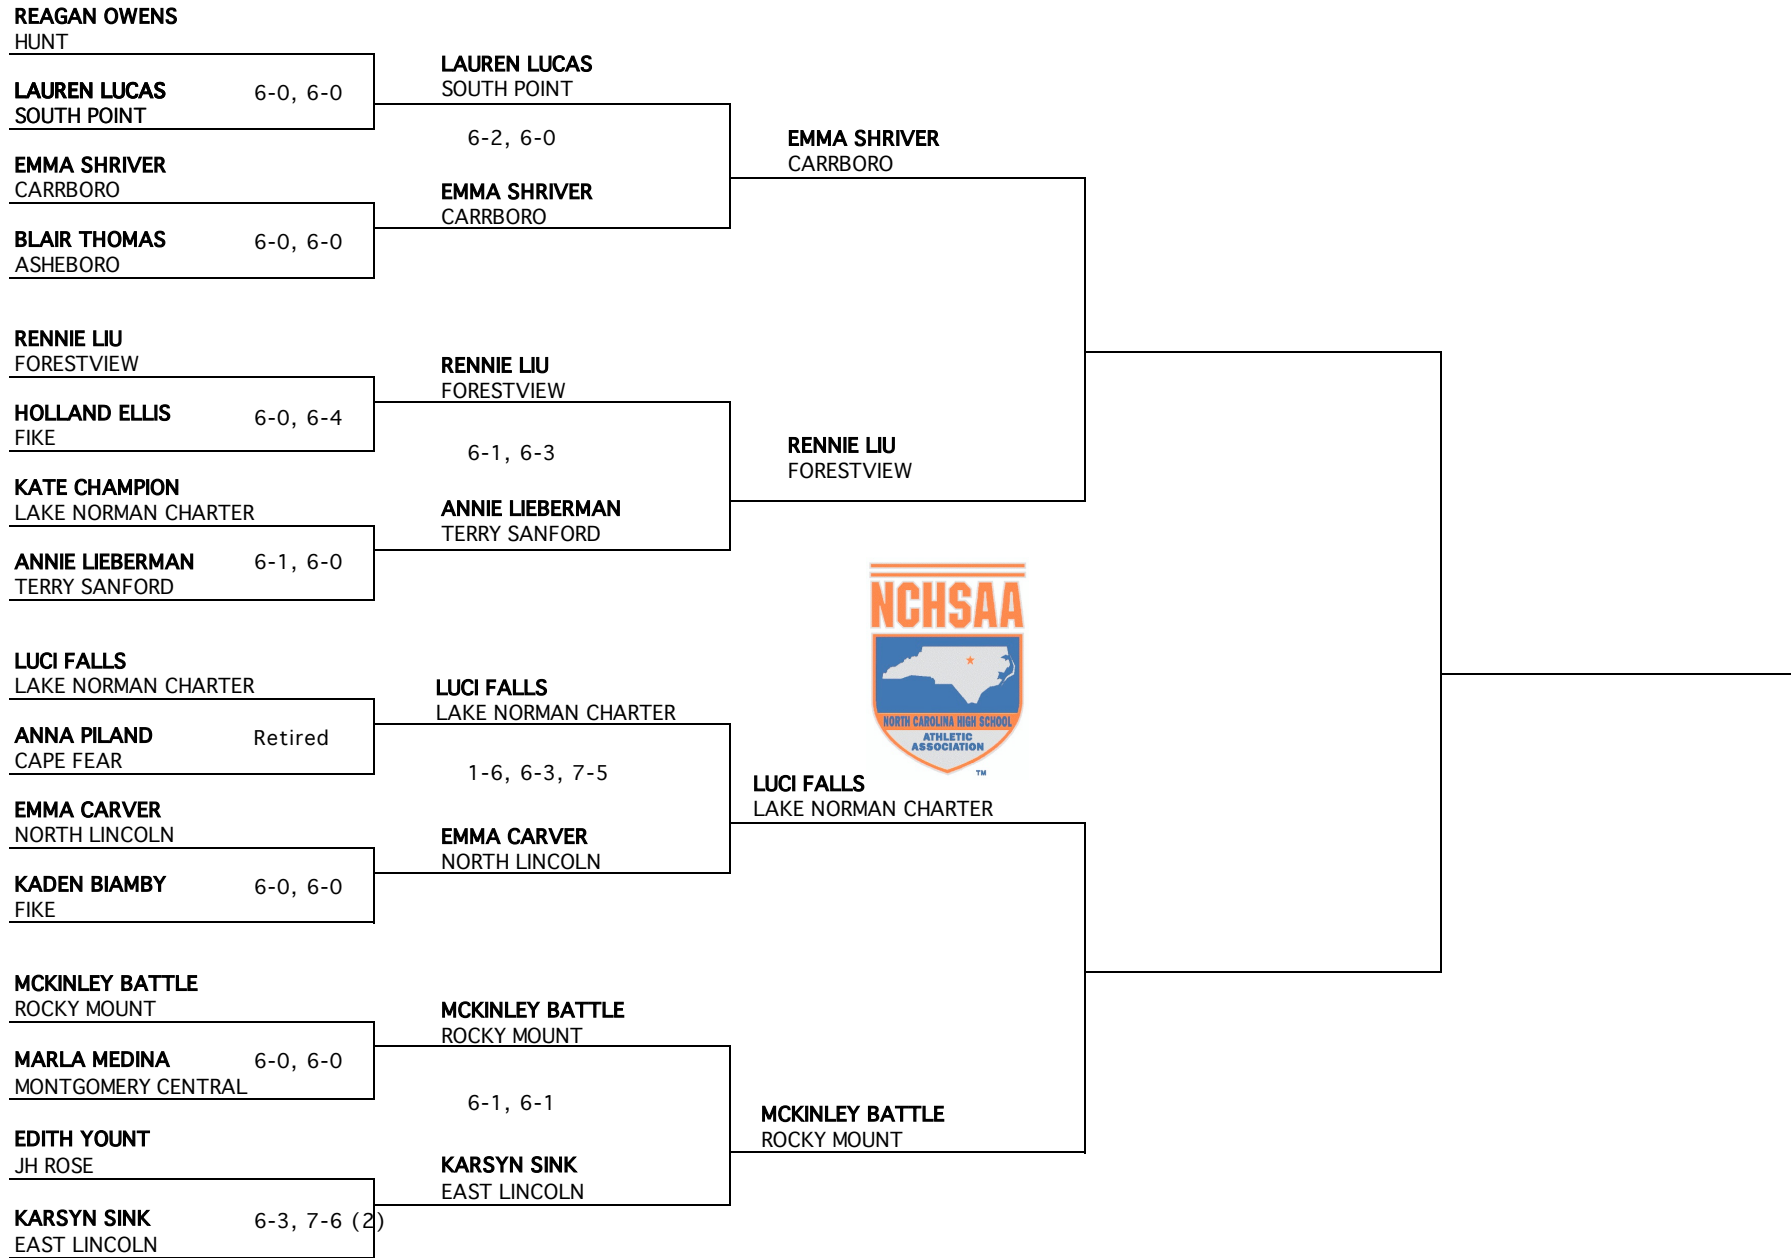 REAGAN OWENS
HUNT
LAUREN LUCAS 6-0, 6-0
SOUTH POINT
EMMA SHRIVER
CARRBORO
BLAIR THOMAS 6-0, 6-0
ASHEBORO
RENNIE LIU
FORESTVIEW
HOLLAND ELLIS 6-0, 6-4
FIKE
KATE CHAMPION
LAKE NORMAN CHARTER
ANNIE LIEBERMAN 6-1, 6-0
TERRY SANFORD
LUCI FALLS
LAKE NORMAN CHARTER
ANNA PILAND Retired
CAPE FEAR
EMMA CARVER
NORTH LINCOLN
KADEN BIAMBY 6-0, 6-0
FIKE
MCKINLEY BATTLE
ROCKY MOUNT
MARLA MEDINA 6-0, 6-0
MONTGOMERY CENTRAL
EDITH YOUNT
JH ROSE
KARSYN SINK 6-3, 7-6 (2)
EAST LINCOLN
LAUREN LUCAS
SOUTH POINT
6-2, 6-0
EMMA SHRIVER
CARRBORO
RENNIE LIU
FORESTVIEW
6-1, 6-3
ANNIE LIEBERMAN
TERRY SANFORD
LUCI FALLS
LAKE NORMAN CHARTER
1-6, 6-3, 7-5
EMMA CARVER
NORTH LINCOLN
MCKINLEY BATTLE
ROCKY MOUNT
6-1, 6-1
KARSYN SINK
EAST LINCOLN
EMMA SHRIVER
CARRBORO
RENNIE LIU
FORESTVIEW
NCHSAA
NORTH CAROLINA HIGH SCHOOL
ATHLETIC
ASSOCIATION
TM
LUCI FALLS
LAKE NORMAN CHARTER
MCKINLEY BATTLE
ROCKY MOUNT